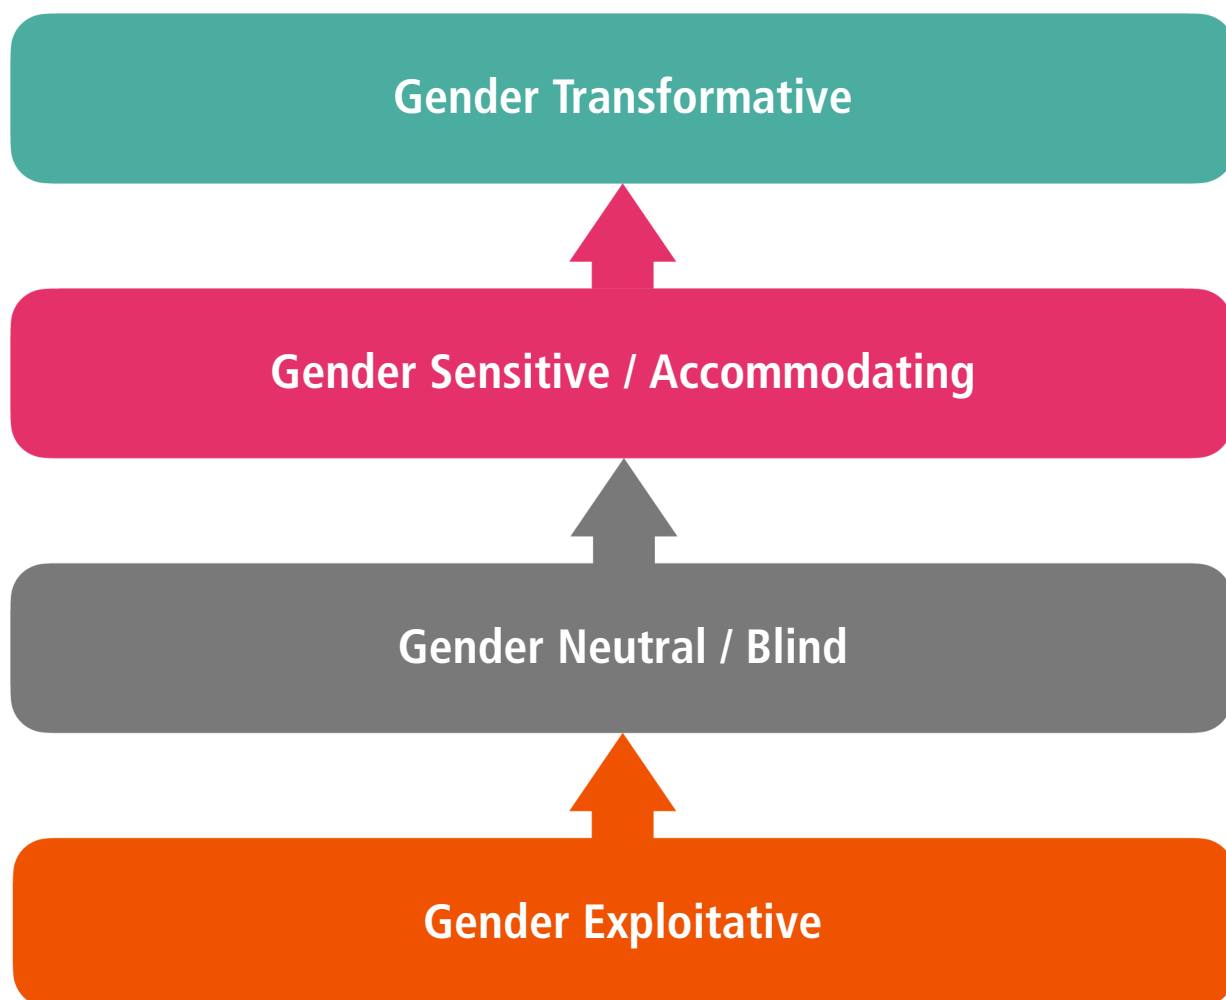 Gender Transformative
Gender Sensitive / Accommodating
Gender Neutral / Blind
Gender Exploitative